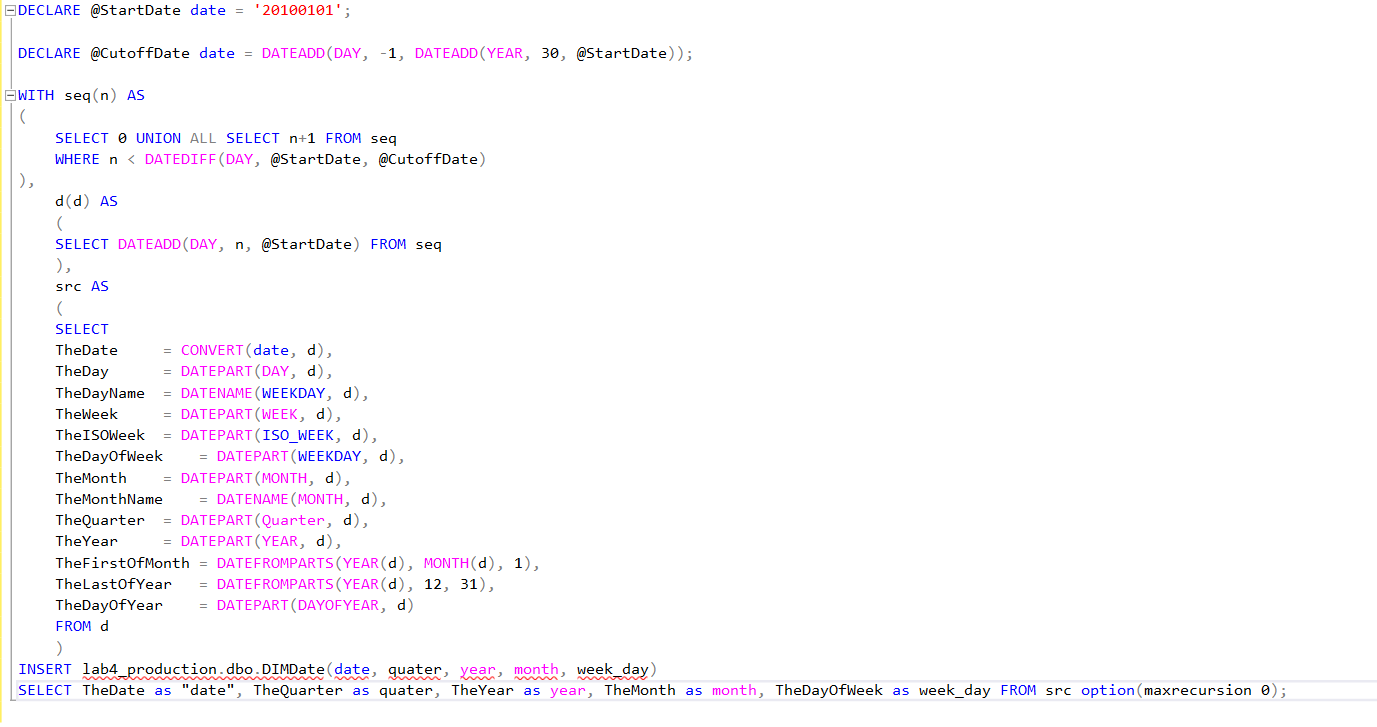 DECLARE @StartDate date = '20100101';
DECLARE @CutoffDate date = DATEADD(DAY, -1, DATEADD(YEAR, 30, @StartDate));
WITH seq(n) AS
(
SELECT 0 UNION ALL SELECT n+1 FROM seq
WHERE n < DATEDIFF(DAY, @StartDate, @CutoffDate)
),
d(d) AS
(
SELECT DATEADD(DAY, n, @StartDate) FROM seq
),
src AS
(
SELECT
TheDate = CONVERT(date, d),
TheDay = DATEPART(DAY, d),
TheDayName = DATENAME(WEEKDAY, d),
TheWeek = DATEPART(WEEK, d),
TheISOWeek = DATEPART(ISO_WEEK, d),
TheDayOfWeek = DATEPART(WEEKDAY, d),
TheMonth = DATEPART(MONTH, d),
TheMonthName = DATENAME(MONTH, d),
TheQuarter = DATEPART(Quarter, d),
TheYear = DATEPART(YEAR, d),
TheFirstOfMonth = DATEFROMPARTS(YEAR(d), MONTH(d), 1),
TheLastOfYear = DATEFROMPARTS(YEAR(d), 12, 31),
TheDayOfYear = DATEPART(DAYOFYEAR, d)
FROM d
)
INSERT lab4_production.dbo.DIMDate(date, quater, year, month, week_day)
SELECT TheDate as "date", TheQuarter as quater, TheYear as year, TheMonth as month, TheDayOfWeek as week_day FROM src option(maxrecursion 0);